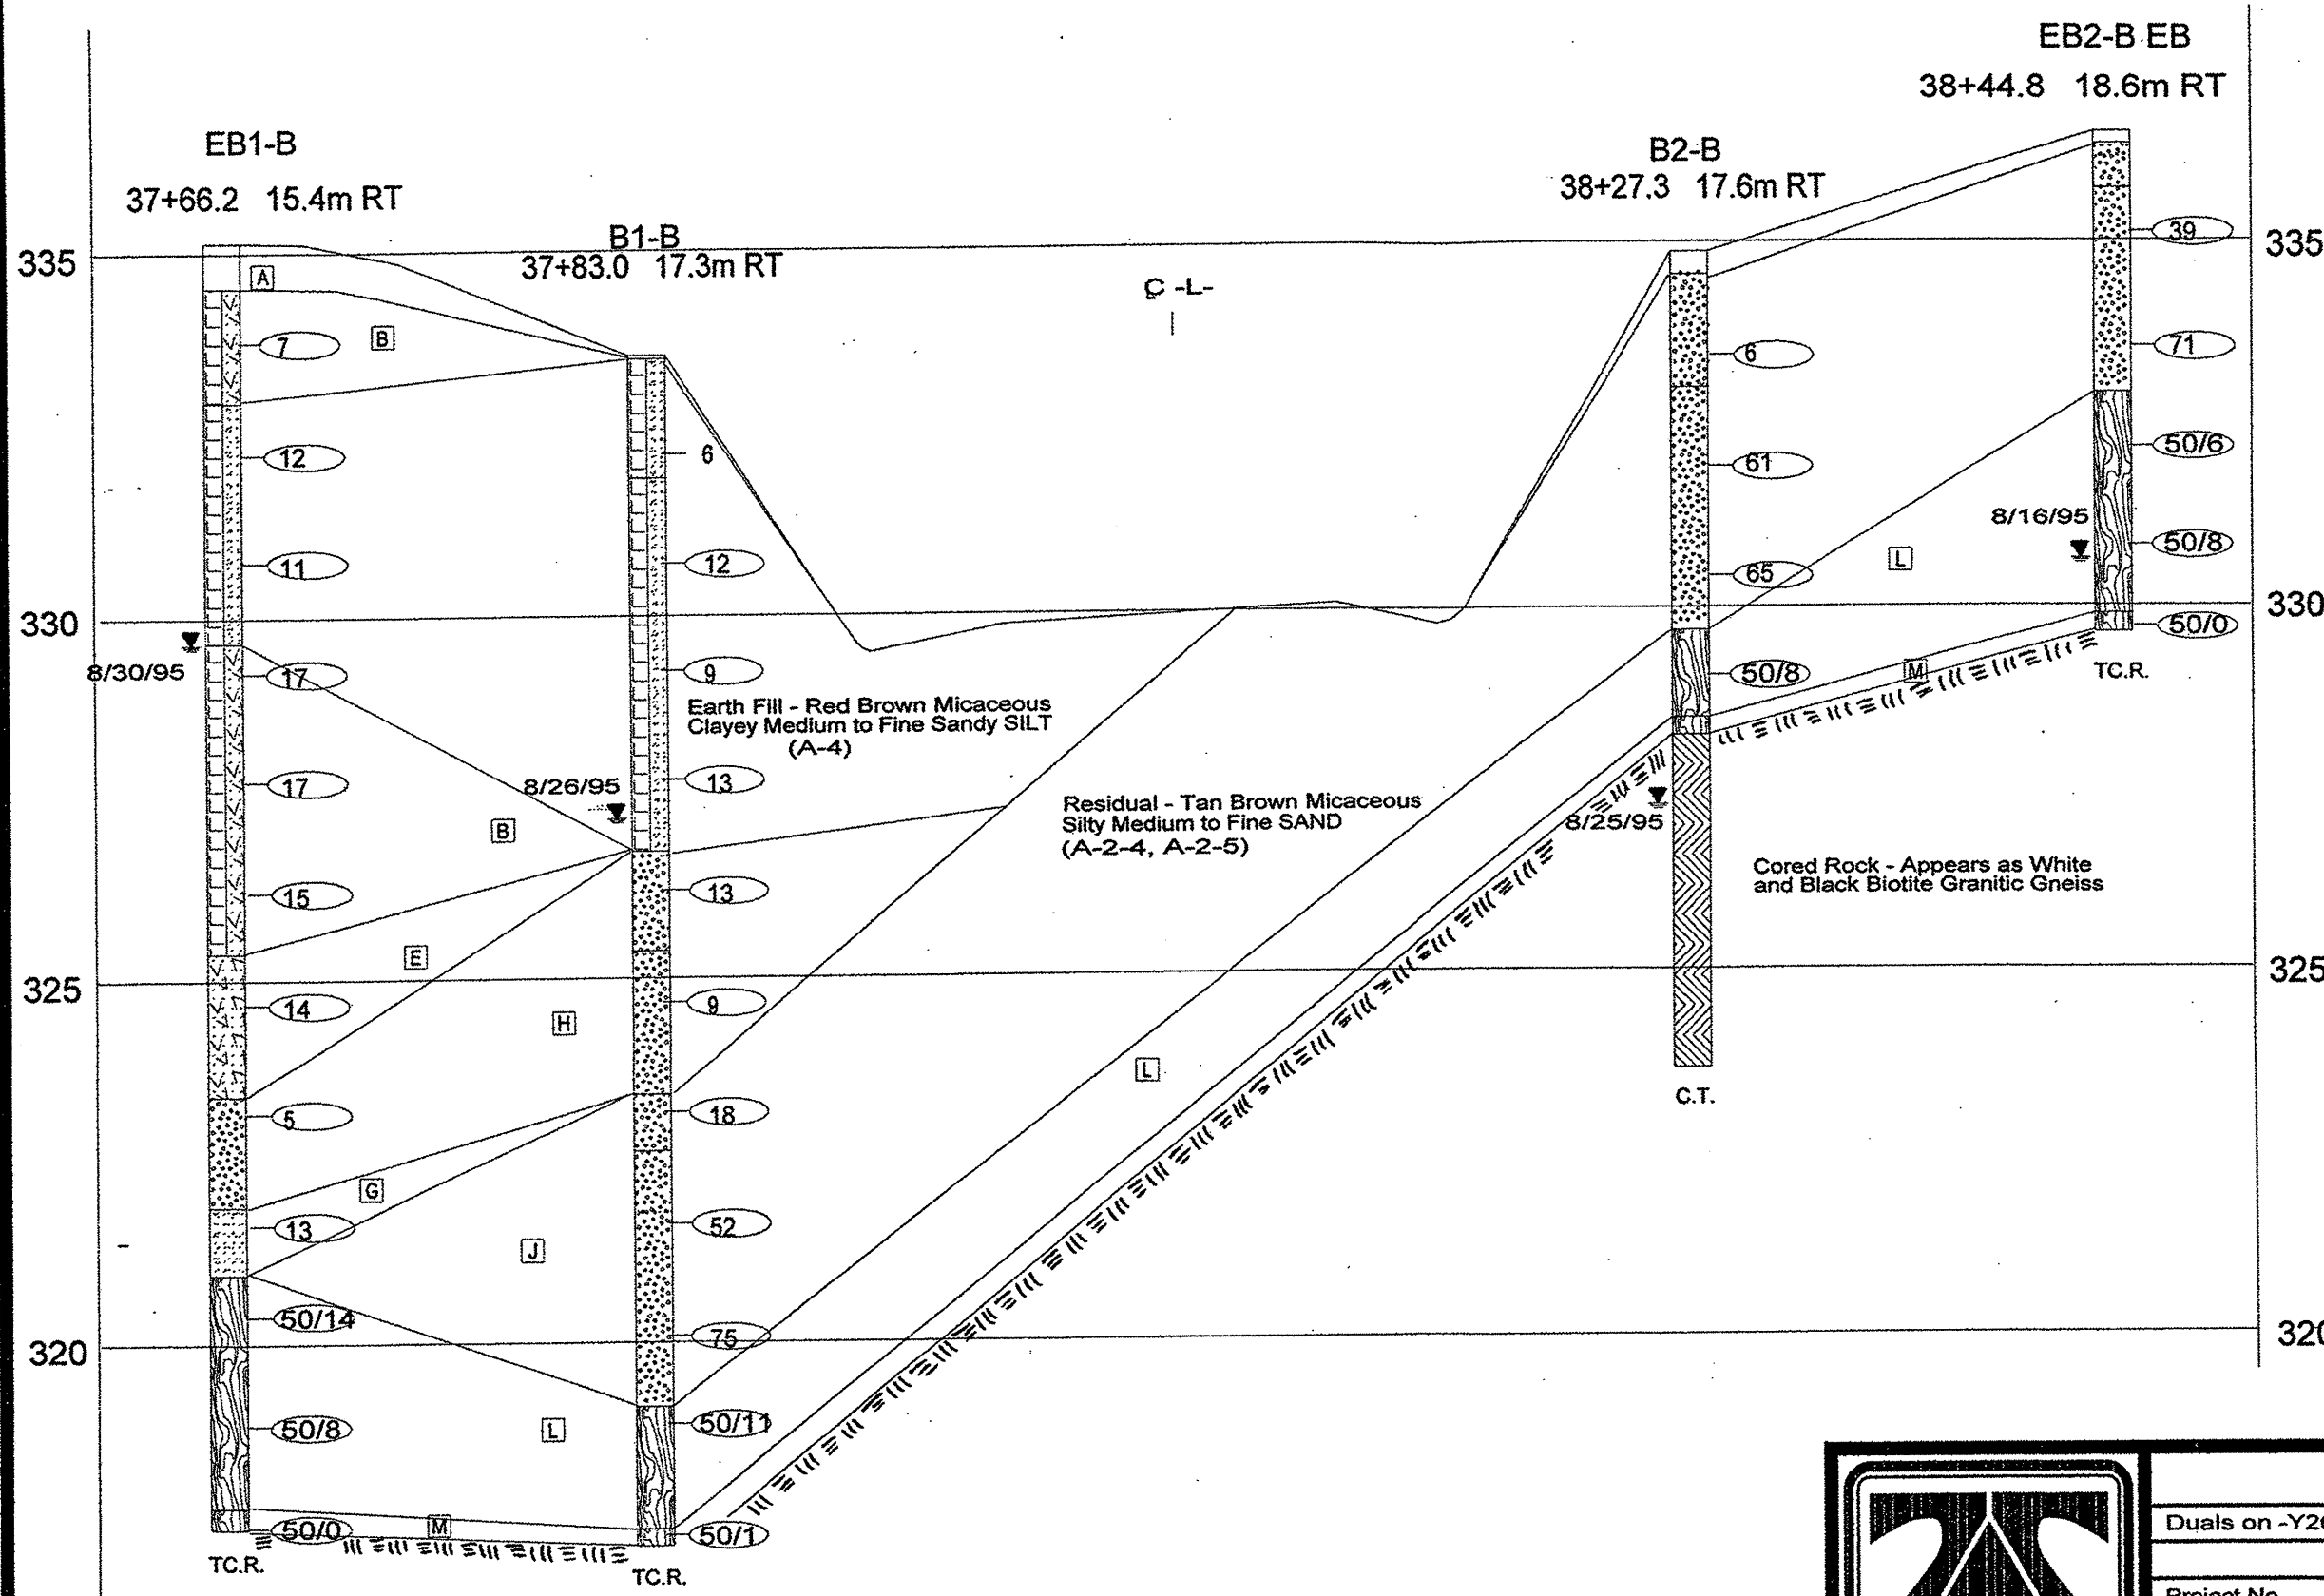 EB2-B EB
38+44.8 18.6m RT
EB1-B
37+66.2 15.4m RT
B2-B
38+27.3 17.6m RT
B1-B
37+83.0 17.3m RT
335
335
A
39
C -L-
B
7
6
71
12
6
61
50/6
8/16/95
11
12
65
L
50/8
330
330
50/0
8/30/95
17
9
50/8
M
TC.R.
Earth Fill - Red Brown Micaceous
Clayey Medium to Fine Sandy SILT
(A-4)
17
8/26/95
13
B
Residual - Tan Brown Micaceous
Silty Medium to Fine SAND
(A-2-4, A-2-5)
8/25/95
Cored Rock - Appears as White
and Black Biotite Granitic Gneiss
15
13
E
325
325
14
9
H
L
C.T.
5
18
G
13
52
J
50/14
75
320
320
50/8
L
50/11
50/0
M
50/1
TC.R.
TC.R.
Duals on -Y2
Project No